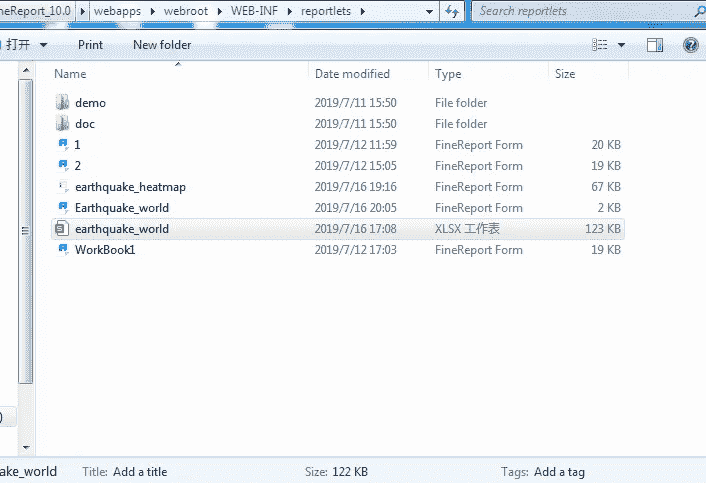 neReport_10.0 webapps webroot WEB-INF reportlets Search reportlets
打开 Print New folder
Name Date modified Type Size
demo 2019/7/11 15:50 File folder
doc 2019/7/11 15:50 File folder
1 2019/7/12 11:59 FineReport Form 20 KB
2 2019/7/12 15:05 FineReport Form 19 KB
earthquake_heatmap 2019/7/16 19:16 FineReport Form 67 KB
Earthquake_world 2019/7/16 20:05 FineReport Form 2 KB
earthquake_world 2019/7/16 17:08 XLSX 工作表 123 KB
WorkBook1 2019/7/12 17:03 FineReport Form 19 KB
)
ake_world Title: Add a title Size: 122 KB Tags: Add a tag